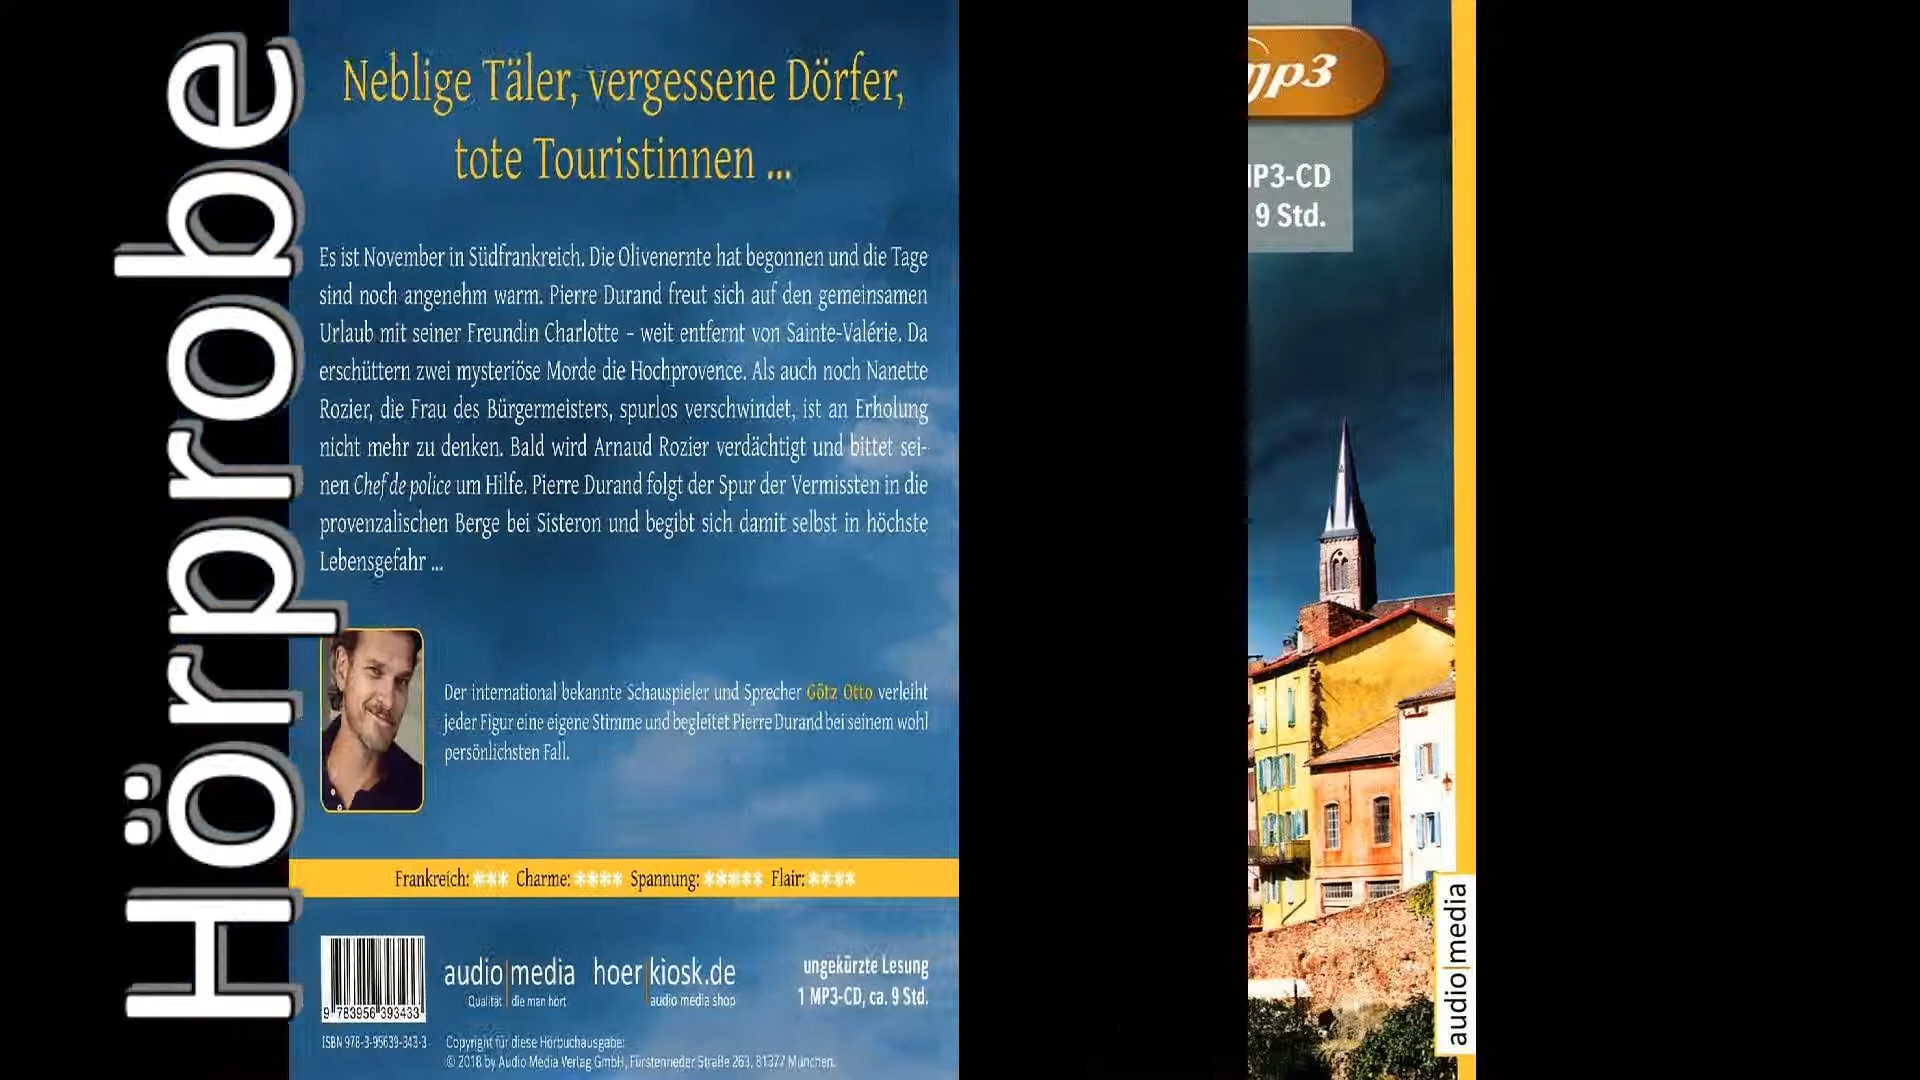 Hörprobe
Neblige Täler, vergessene Dörfer,
tote Touristinnen ...
Es ist November in Südfrankreich. Die Olivenernte hat begonnen und die Tage
sind noch angenehm warm. Pierre Durand freut sich auf den gemeinsamen
Urlaub mit seiner Freundin Charlotte – weit entfernt von Sainte-Valérie. Da
erschüttern zwei mysteriöse Morde die Hochprovence. Als auch noch Nanette
Rozier, die Frau des Bürgermeisters, spurlos verschwindet, ist an Erholung
nicht mehr zu denken. Bald wird Arnaud Rozier verdächtigt und bittet sei-
nen Chef de police um Hilfe. Pierre Durand folgt der Spur der Vermissten in die
provenzalischen Berge bei Sisteron und begibt sich damit selbst in höchste
Lebensgefahr ...
Der international bekannte Schauspieler und Sprecher Götz Otto verleiht
jeder Figur eine eigene Stimme und begleitet Pierre Durand bei seinem wohl
persönlichsten Fall.
Frankreich: *** Charme: **** Spannung: ***** Flair: ****
9 783956 393433
ISBN 978-3-95639-343-3
audio|media
Qualität | die man hört
hoer|kiosk.de
audio media shop
ungekürzte Lesung
1 MP3-CD, ca. 9 Std.
Copyright für diese Hörbuchausgabe:
© 2018 by Audio Media Verlag GmbH, Fürstenrieder Straße 263, 81377 München.
mp3
MP3-CD
9 Std.
audio|media